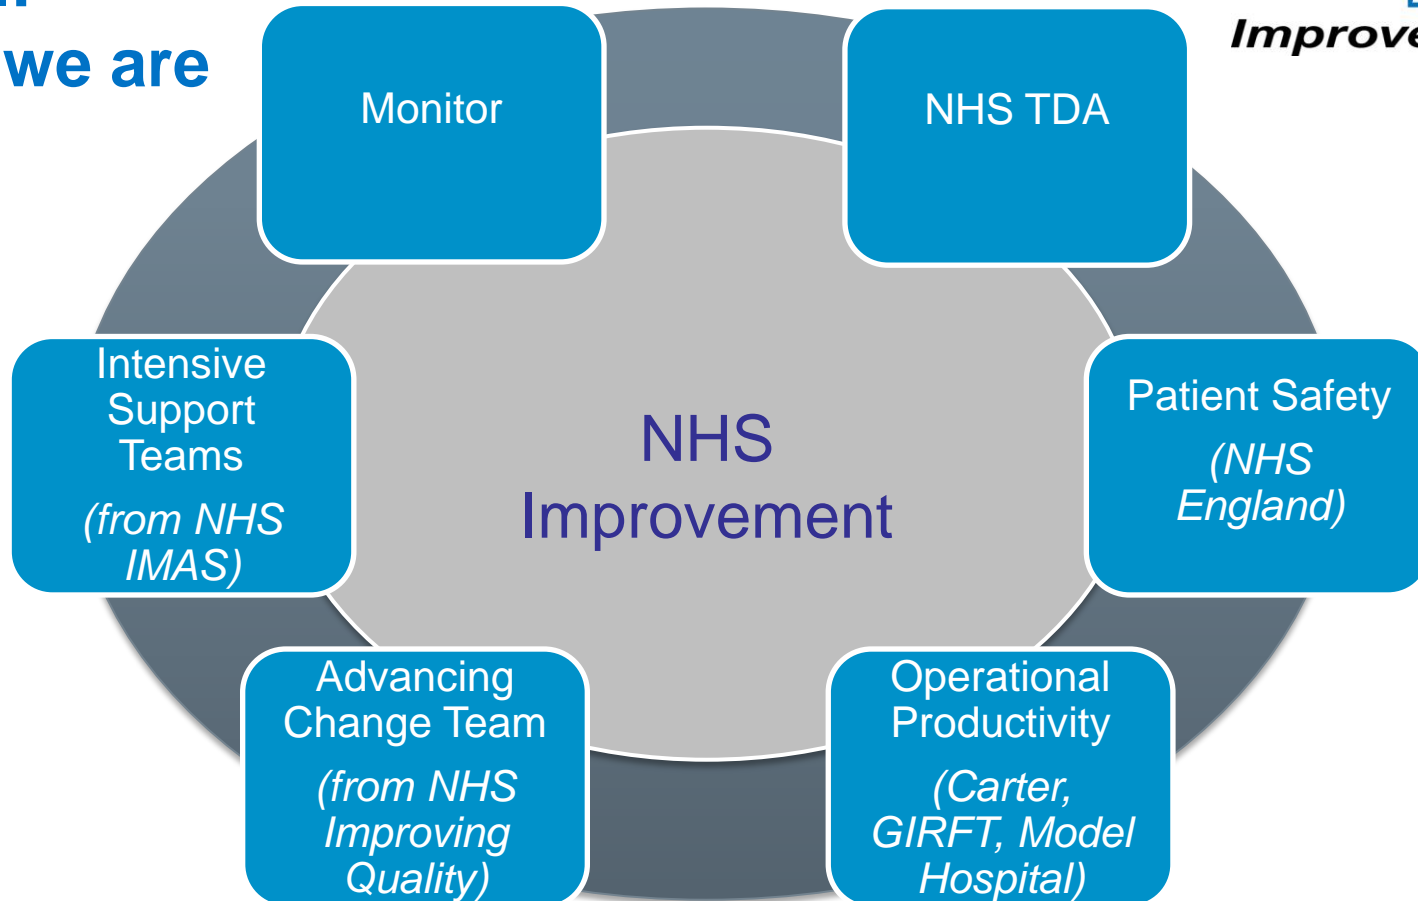 we are
Improve
Monitor
NHS TDA
Intensive
Support
Teams
(from NHS
IMAS)
NHS
Improvement
Patient Safety
(NHS
England)
Advancing
Change Team
(from NHS
Improving
Quality)
Operational
Productivity
(Carter,
GIRFT, Model
Hospital)